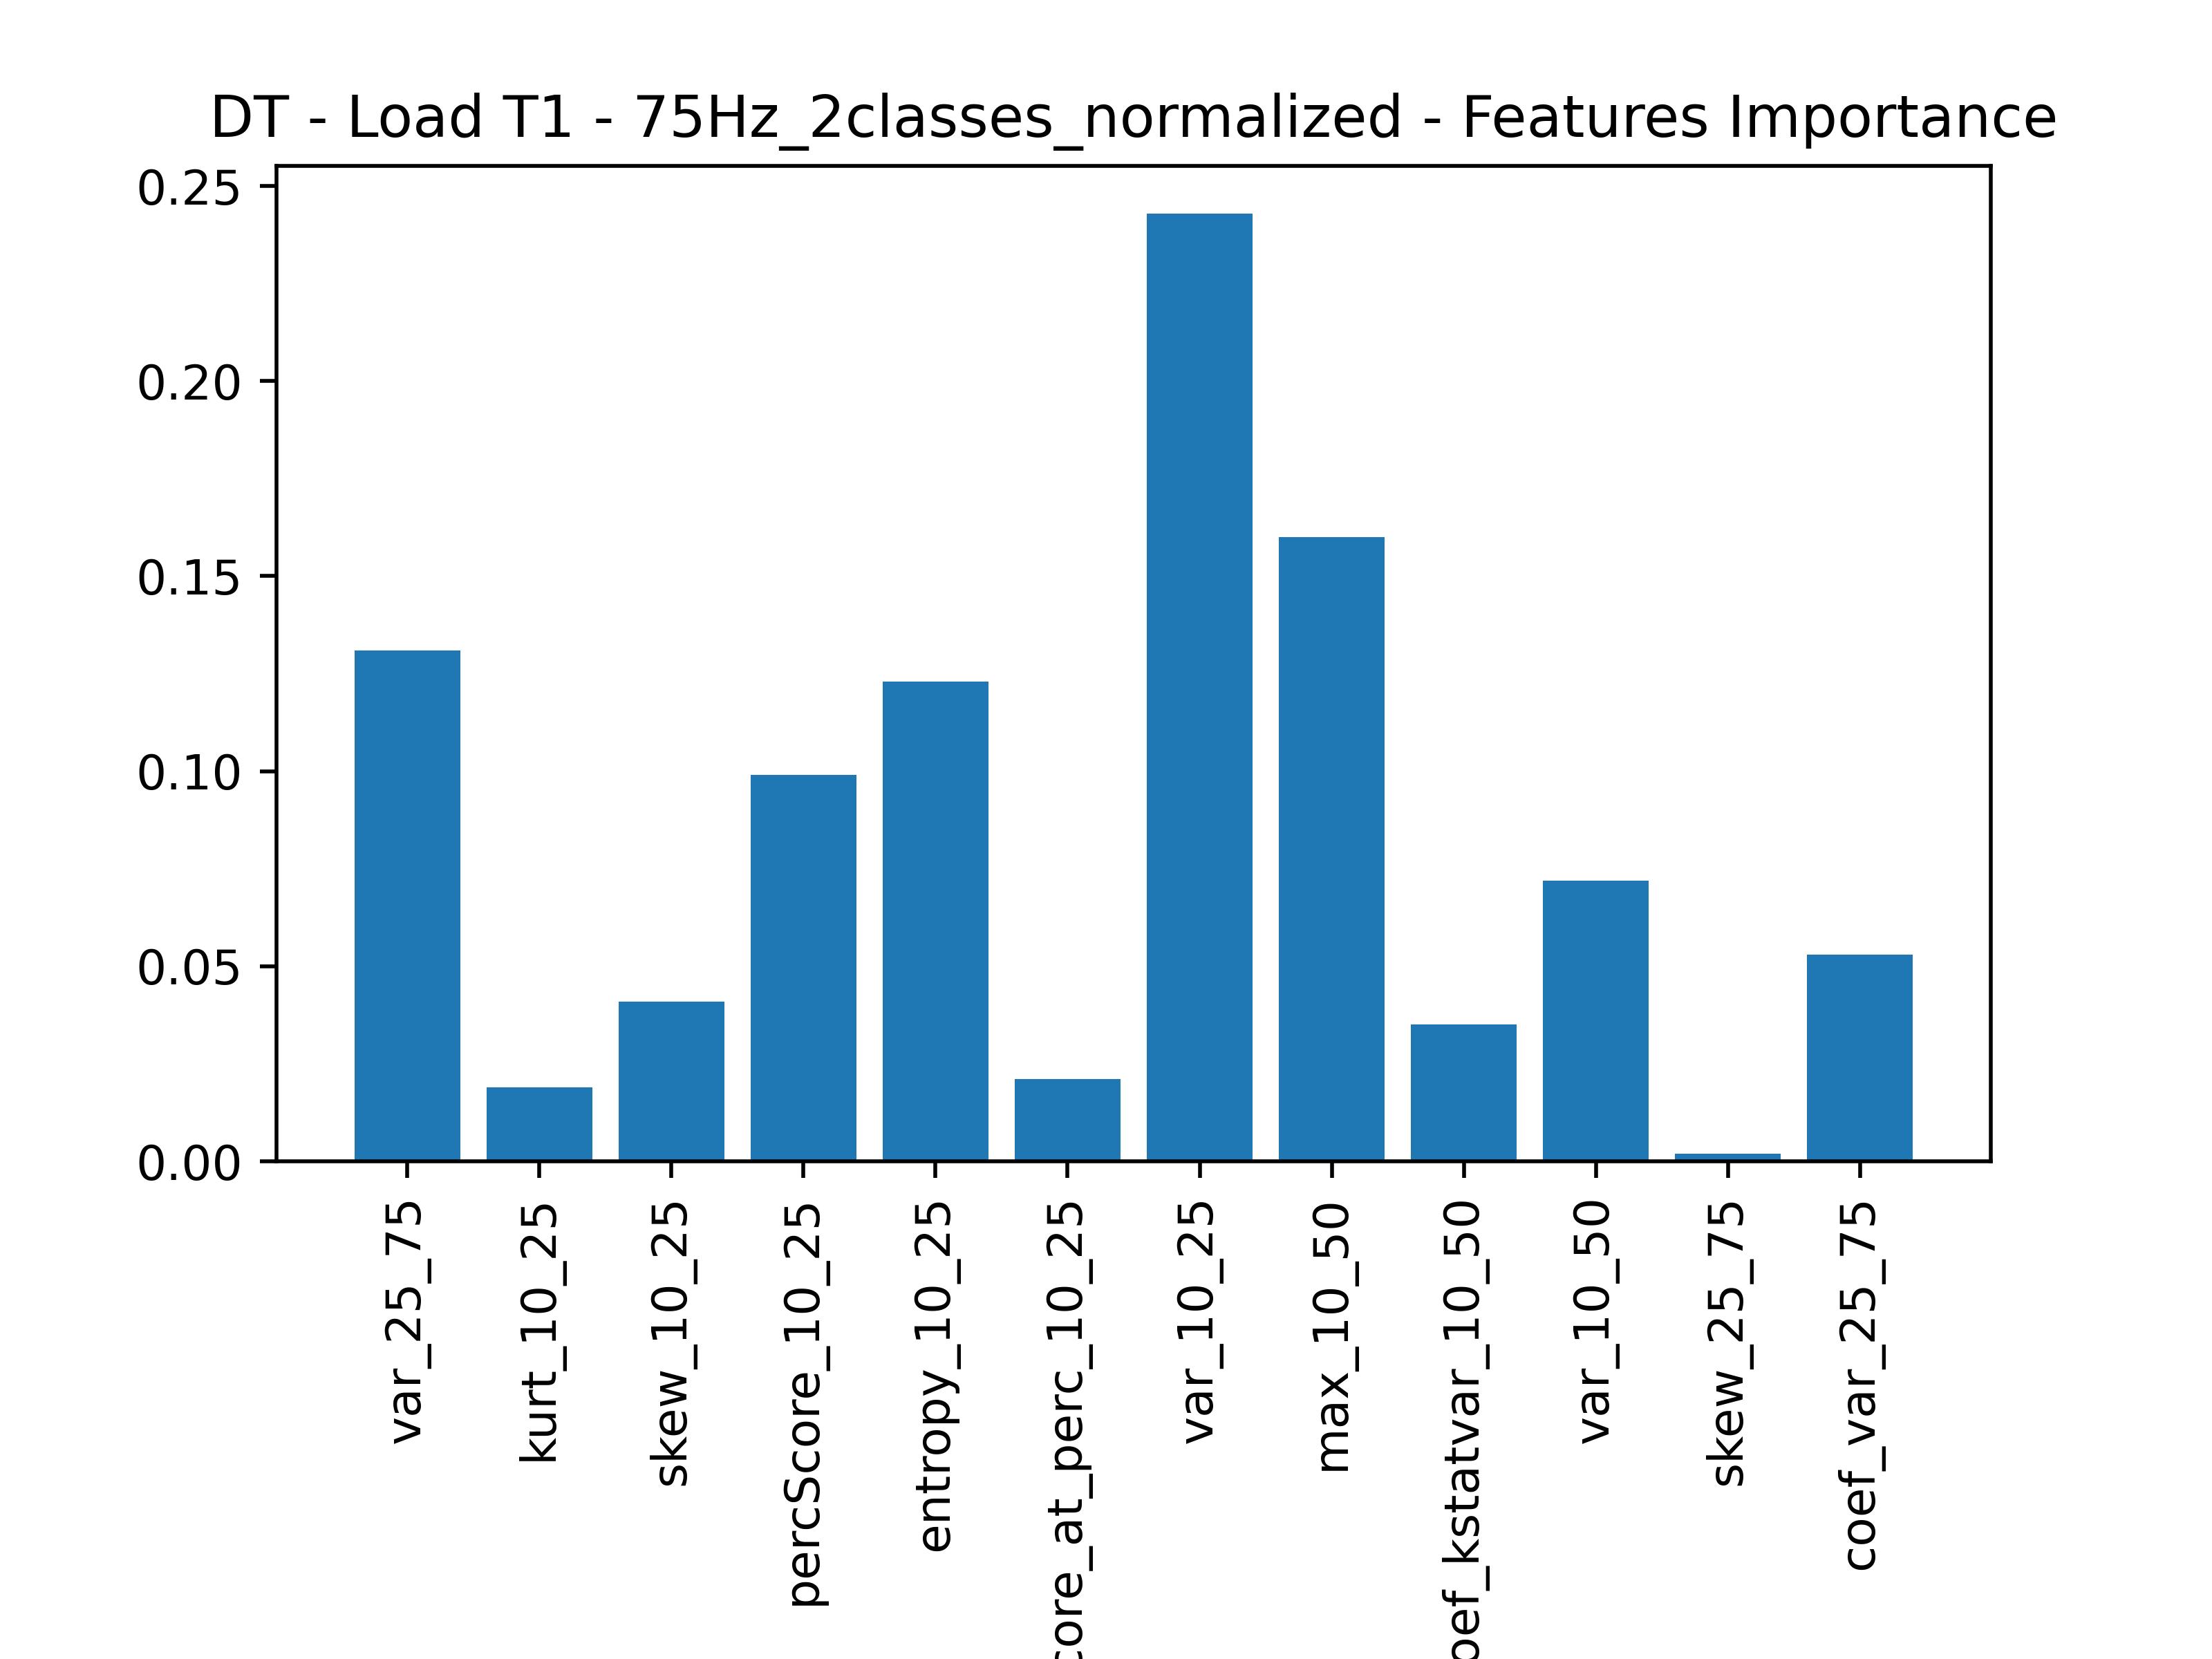 DT - Load T1 - 75Hz_2classes_normalized - Features Importance
0.25
0.20
0.15
0.10
0.05
0.00
var_25_75
kurt_10_25
skew_10_25
percScore_10_25
entropy_10_25
core_at_perc_10_25
var_10_25
max_10_50
oef_kstatvar_10_50
var_10_50
skew_25_75
coef_var_25_75